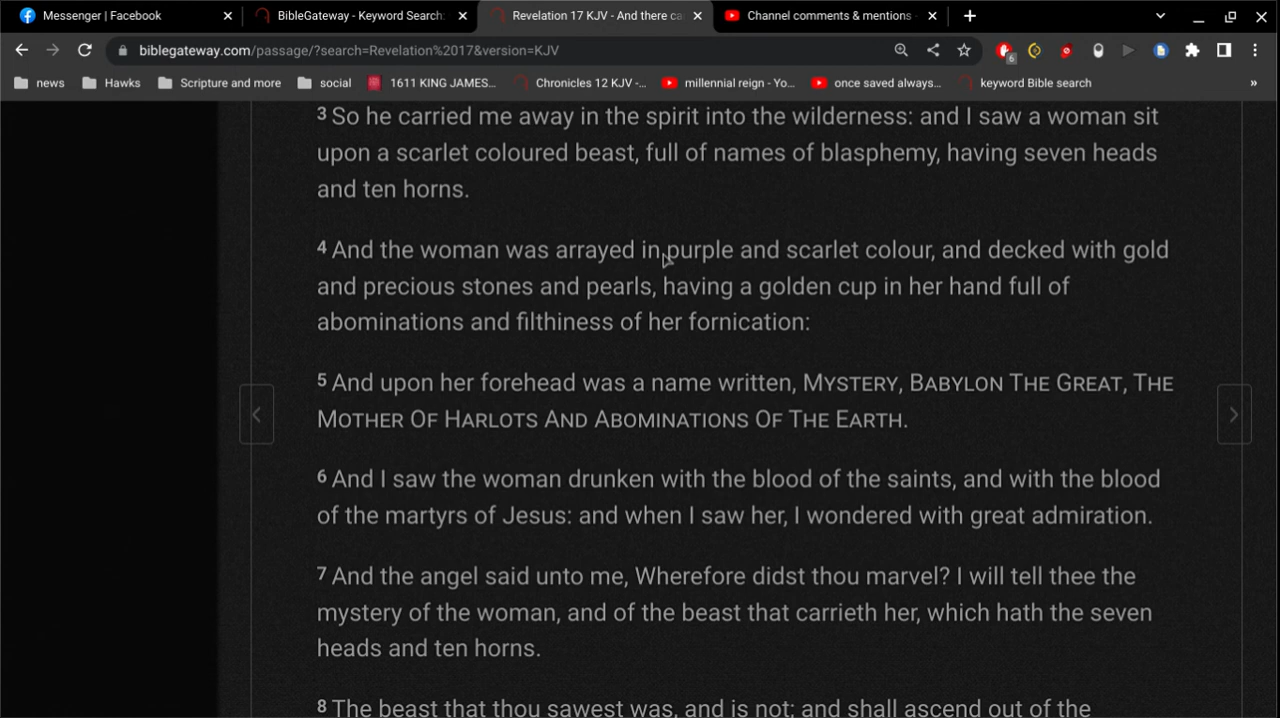 Messenger | Facebook
BibleGateway - Keyword Search:
Revelation 17 KJV - And there ca
Channel comments & mentions -
biblegateway.com/passage/?search=Revelation%2017&version=KJV
6
news
Hawks
Scripture and more
social
1611 KING JAMES...
Chronicles 12 KJV -...
millennial reign - Yo...
once saved always...
keyword Bible search
»
3 So he carried me away in the spirit into the wilderness: and I saw a woman sit
upon a scarlet coloured beast, full of names of blasphemy, having seven heads
and ten horns.
4 And the woman was arrayed in purple and scarlet colour, and decked with gold
and precious stones and pearls, having a golden cup in her hand full of
abominations and filthiness of her fornication:
5 And upon her forehead was a name written, MYSTERY, BABYLON THE GREAT, THE
MOTHER OF HARLOTS AND ABOMINATIONS OF THE EARTH.
6 And I saw the woman drunken with the blood of the saints, and with the blood
of the martyrs of Jesus: and when I saw her, I wondered with great admiration.
7 And the angel said unto me, Wherefore didst thou marvel? I will tell thee the
mystery of the woman, and of the beast that carrieth her, which hath the seven
heads and ten horns.
8 The beast that thou sawest was, and is not; and shall ascend out of the